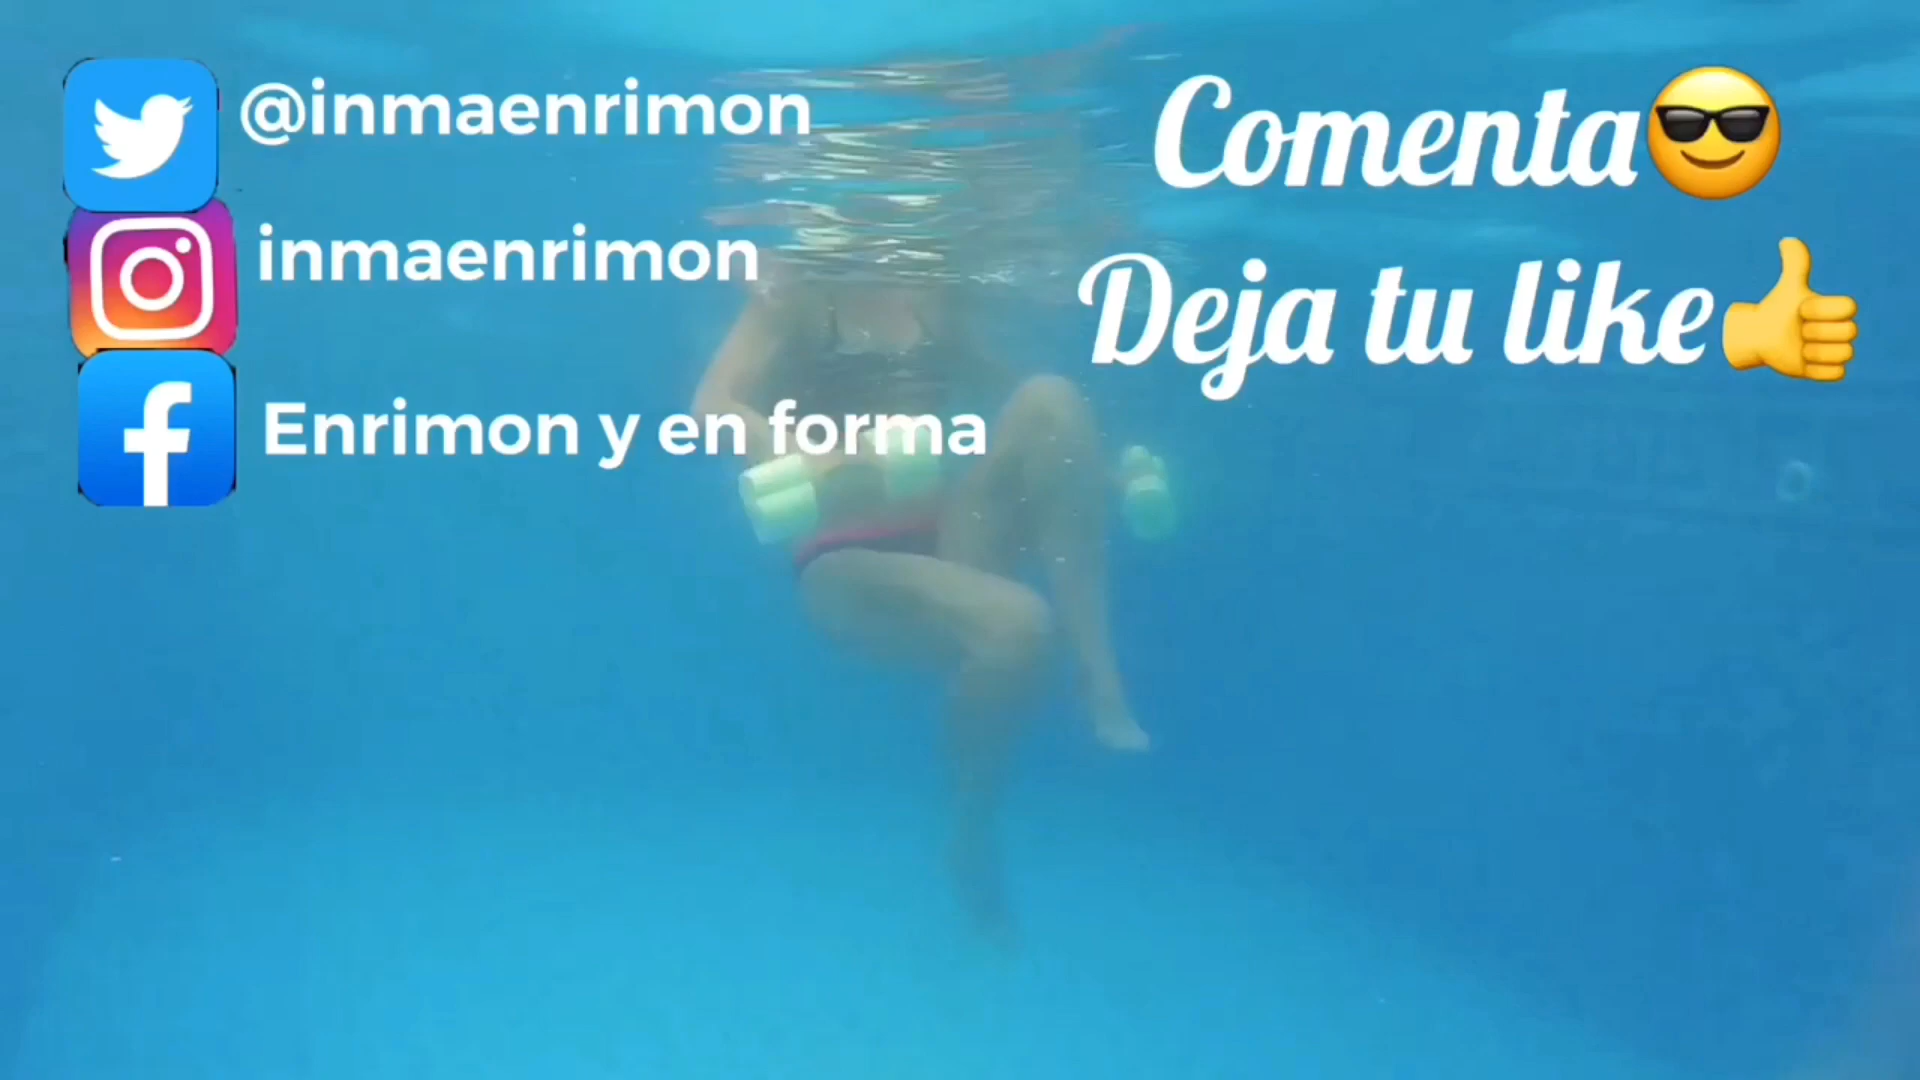 @inmaenrimon
inmaenrimon
Enrimon y en forma
Comenta😎
Deja tu like👍